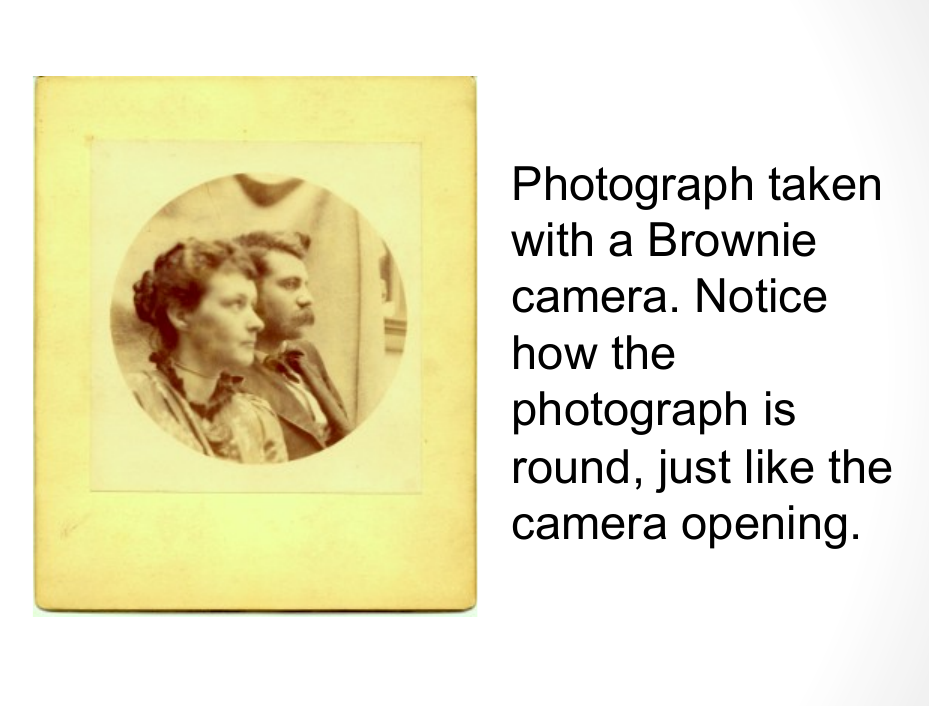 Photograph taken
with a Brownie
camera. Notice
how the
photograph is
round, just like the
camera opening.